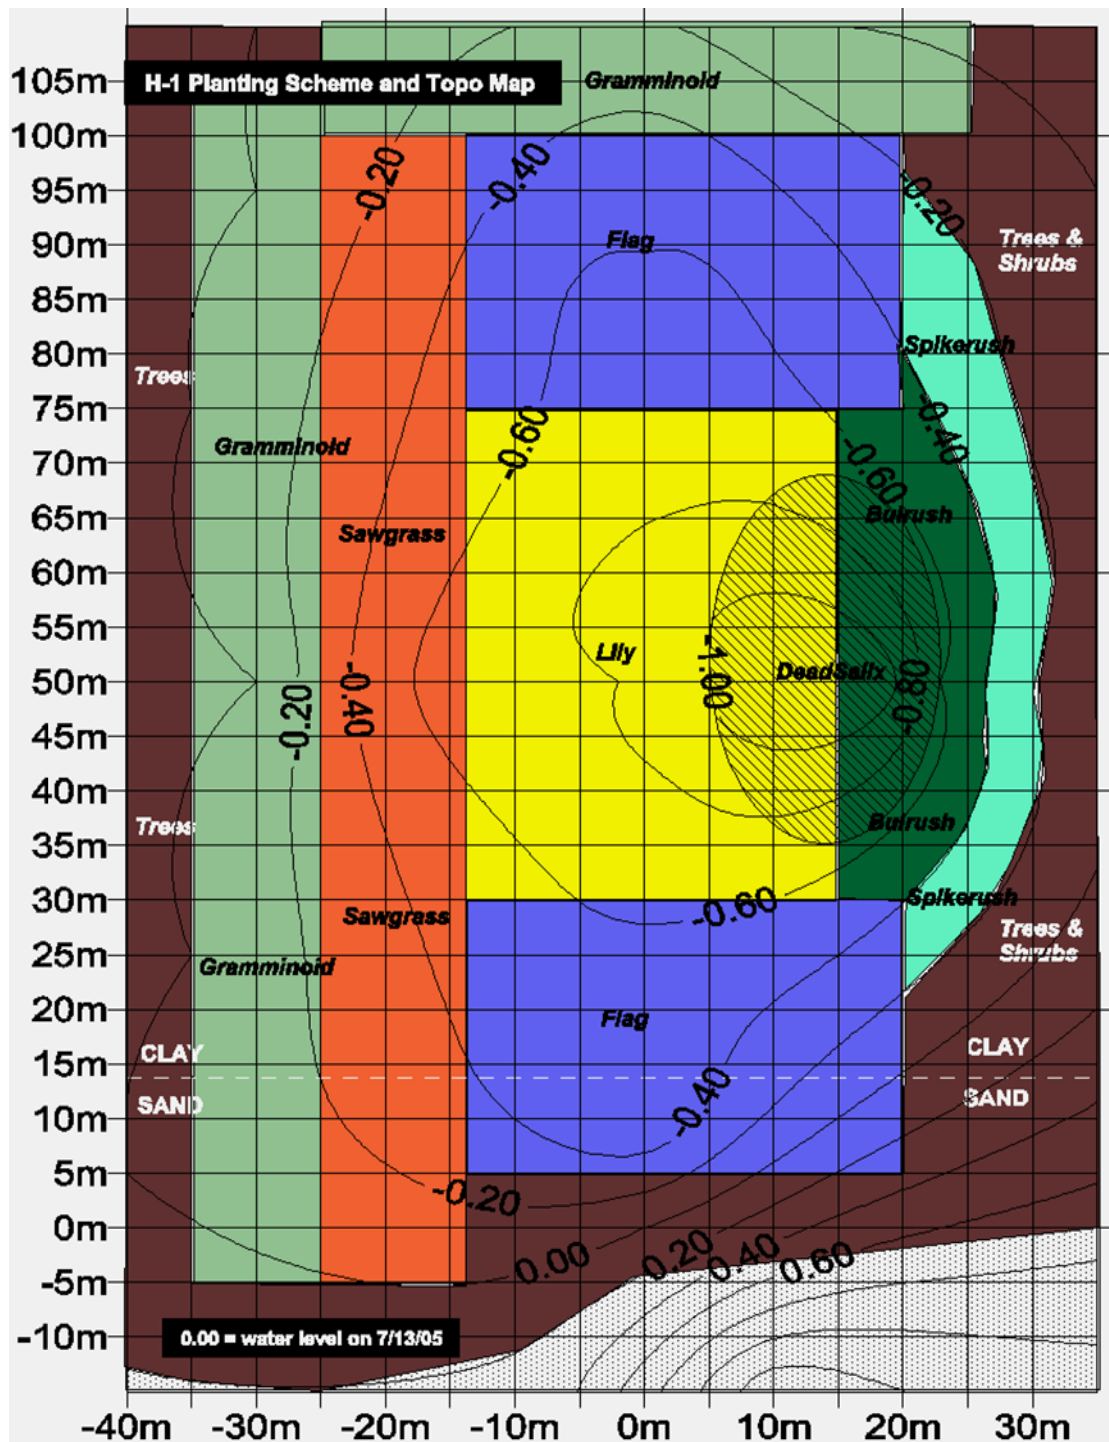 105m
H-1 Planting Scheme and Topo Map
Gramminoid
100m
-0.20
-0.40
95m
-0.20
90m
Flag
Trees &
Shrubs
85m
80m
Spikerush
Trees
75m
-0.60
-0.40
70m
Gramminoid
-0.60
65m
Sawgrass
Bulrush
60m
55m
Lily
-1.00
DeadSalix
-0.80
50m
-0.20
-0.40
45m
40m
Trees
Bulrush
35m
30m
Sawgrass
-0.60
Spikerush
Trees &
Shrubs
25m
Gramminoid
20m
Flag
15m
CLAY
CLAY
SAND
SAND
10m
-0.40
5m
-0.20
0m
0.00
0.20
0.40
0.60
-5m
-10m
0.00 = water level on 7/13/05
-40m -30m -20m -10m 0m 10m 20m 30m